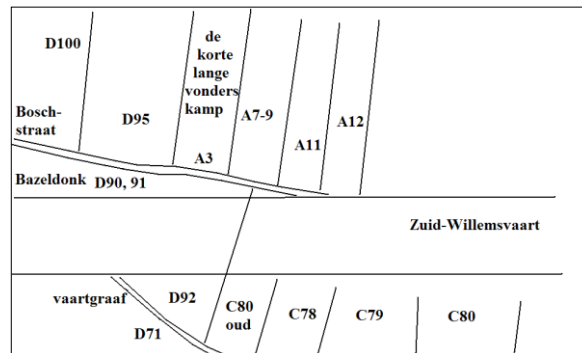 D100
de
korte
lange
vonders
kamp
Bosch-
straat
D95
A7-9
A12
A11
A3
Bazeldonk
D90, 91
Zuid-Willemsvaart
vaartgraaf
D92
D71
C80
oud
C78
C79
C80